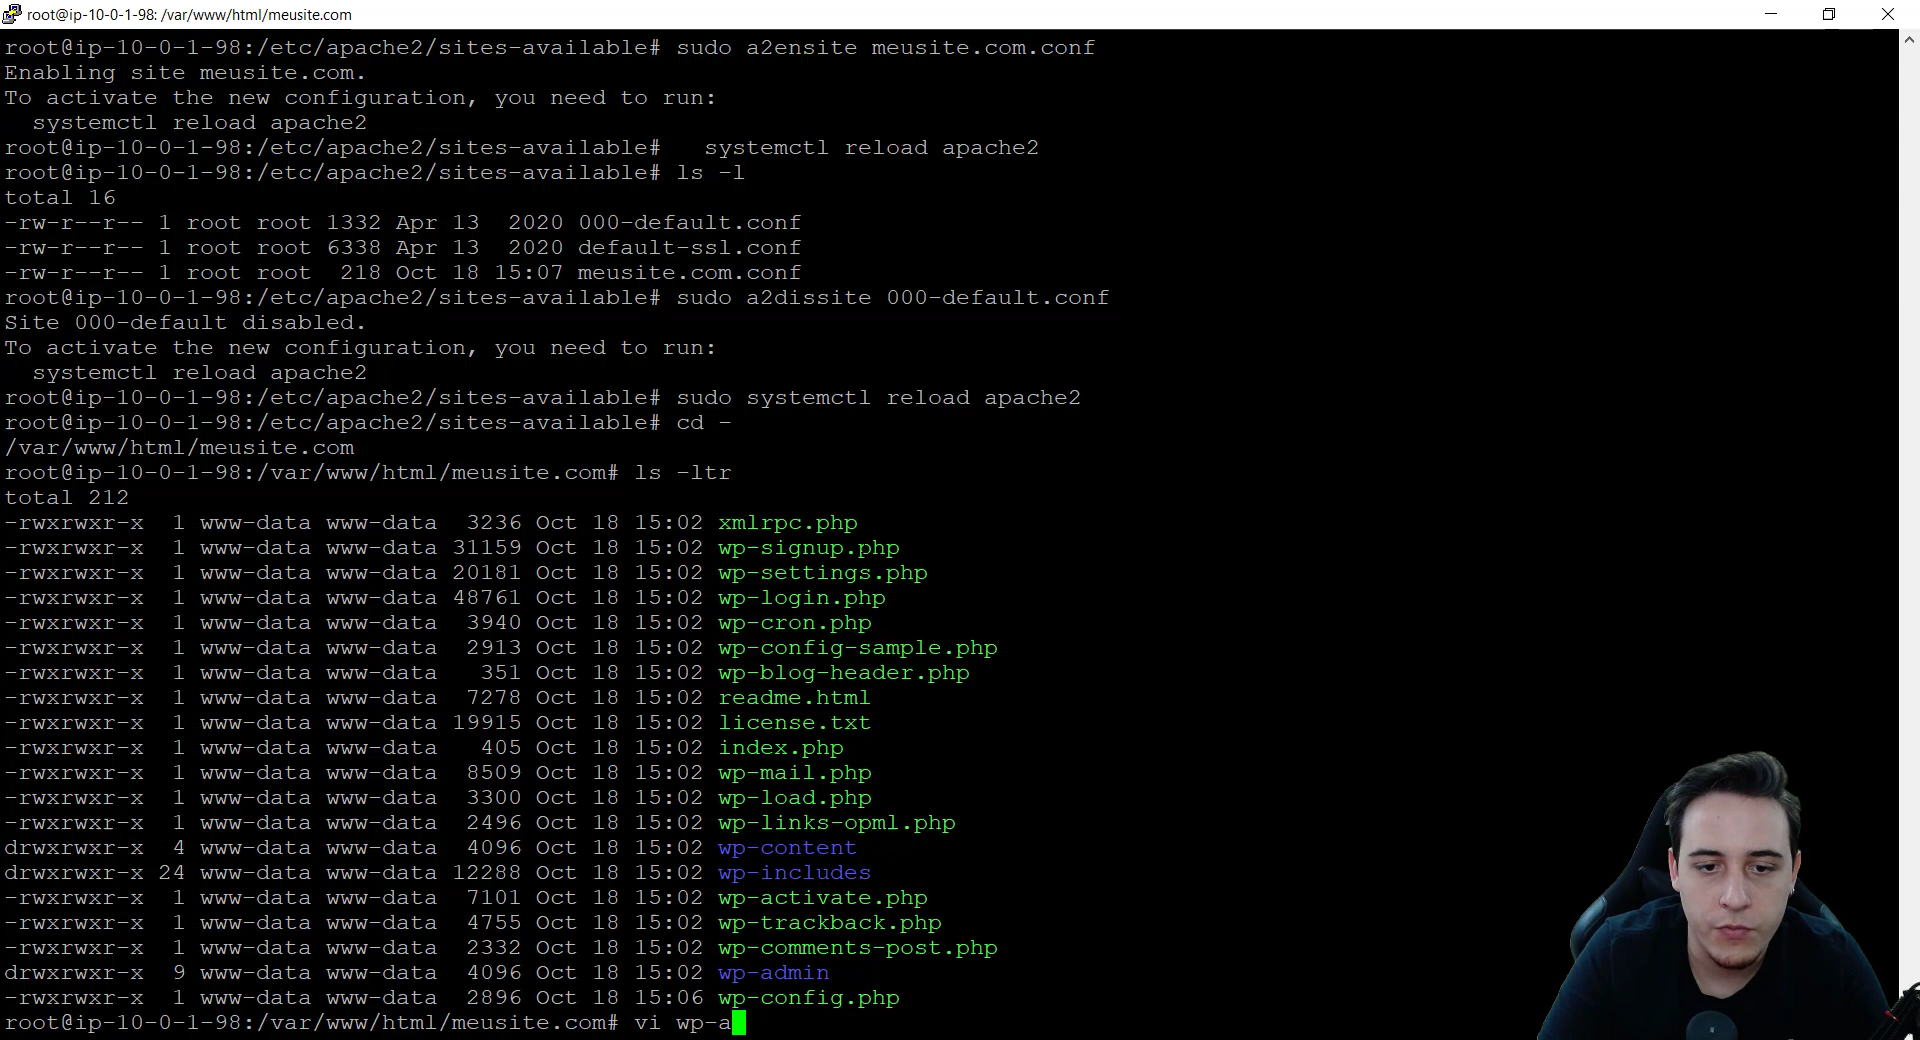 root@ip-10-0-1-98: /var/www/html/meusite.com
root@ip-10-0-1-98:/etc/apache2/sites-available# sudo a2ensite meusite.com.conf
Enabling site meusite.com.
To activate the new configuration, you need to run:
  systemctl reload apache2
root@ip-10-0-1-98:/etc/apache2/sites-available#   systemctl reload apache2
root@ip-10-0-1-98:/etc/apache2/sites-available# ls -l
total 16
-rw-r--r-- 1 root root 1332 Apr 13  2020 000-default.conf
-rw-r--r-- 1 root root 6338 Apr 13  2020 default-ssl.conf
-rw-r--r-- 1 root root  218 Oct 18 15:07 meusite.com.conf
root@ip-10-0-1-98:/etc/apache2/sites-available# sudo a2dissite 000-default.conf
Site 000-default disabled.
To activate the new configuration, you need to run:
  systemctl reload apache2
root@ip-10-0-1-98:/etc/apache2/sites-available# sudo systemctl reload apache2
root@ip-10-0-1-98:/etc/apache2/sites-available# cd -
/var/www/html/meusite.com
root@ip-10-0-1-98:/var/www/html/meusite.com# ls -ltr
total 212
-rwxrwxr-x  1 www-data www-data  3236 Oct 18 15:02 xmlrpc.php
-rwxrwxr-x  1 www-data www-data 31159 Oct 18 15:02 wp-signup.php
-rwxrwxr-x  1 www-data www-data 20181 Oct 18 15:02 wp-settings.php
-rwxrwxr-x  1 www-data www-data 48761 Oct 18 15:02 wp-login.php
-rwxrwxr-x  1 www-data www-data  3940 Oct 18 15:02 wp-cron.php
-rwxrwxr-x  1 www-data www-data  2913 Oct 18 15:02 wp-config-sample.php
-rwxrwxr-x  1 www-data www-data   351 Oct 18 15:02 wp-blog-header.php
-rwxrwxr-x  1 www-data www-data  7278 Oct 18 15:02 readme.html
-rwxrwxr-x  1 www-data www-data 19915 Oct 18 15:02 license.txt
-rwxrwxr-x  1 www-data www-data   405 Oct 18 15:02 index.php
-rwxrwxr-x  1 www-data www-data  8509 Oct 18 15:02 wp-mail.php
-rwxrwxr-x  1 www-data www-data  3300 Oct 18 15:02 wp-load.php
-rwxrwxr-x  1 www-data www-data  2496 Oct 18 15:02 wp-links-opml.php
drwxrwxr-x  4 www-data www-data  4096 Oct 18 15:02 wp-content
drwxrwxr-x 24 www-data www-data 12288 Oct 18 15:02 wp-includes
-rwxrwxr-x  1 www-data www-data  7101 Oct 18 15:02 wp-activate.php
-rwxrwxr-x  1 www-data www-data  4755 Oct 18 15:02 wp-trackback.php
-rwxrwxr-x  1 www-data www-data  2332 Oct 18 15:02 wp-comments-post.php
drwxrwxr-x  9 www-data www-data  4096 Oct 18 15:02 wp-admin
-rwxrwxr-x  1 www-data www-data  2896 Oct 18 15:06 wp-config.php
root@ip-10-0-1-98:/var/www/html/meusite.com# vi wp-a